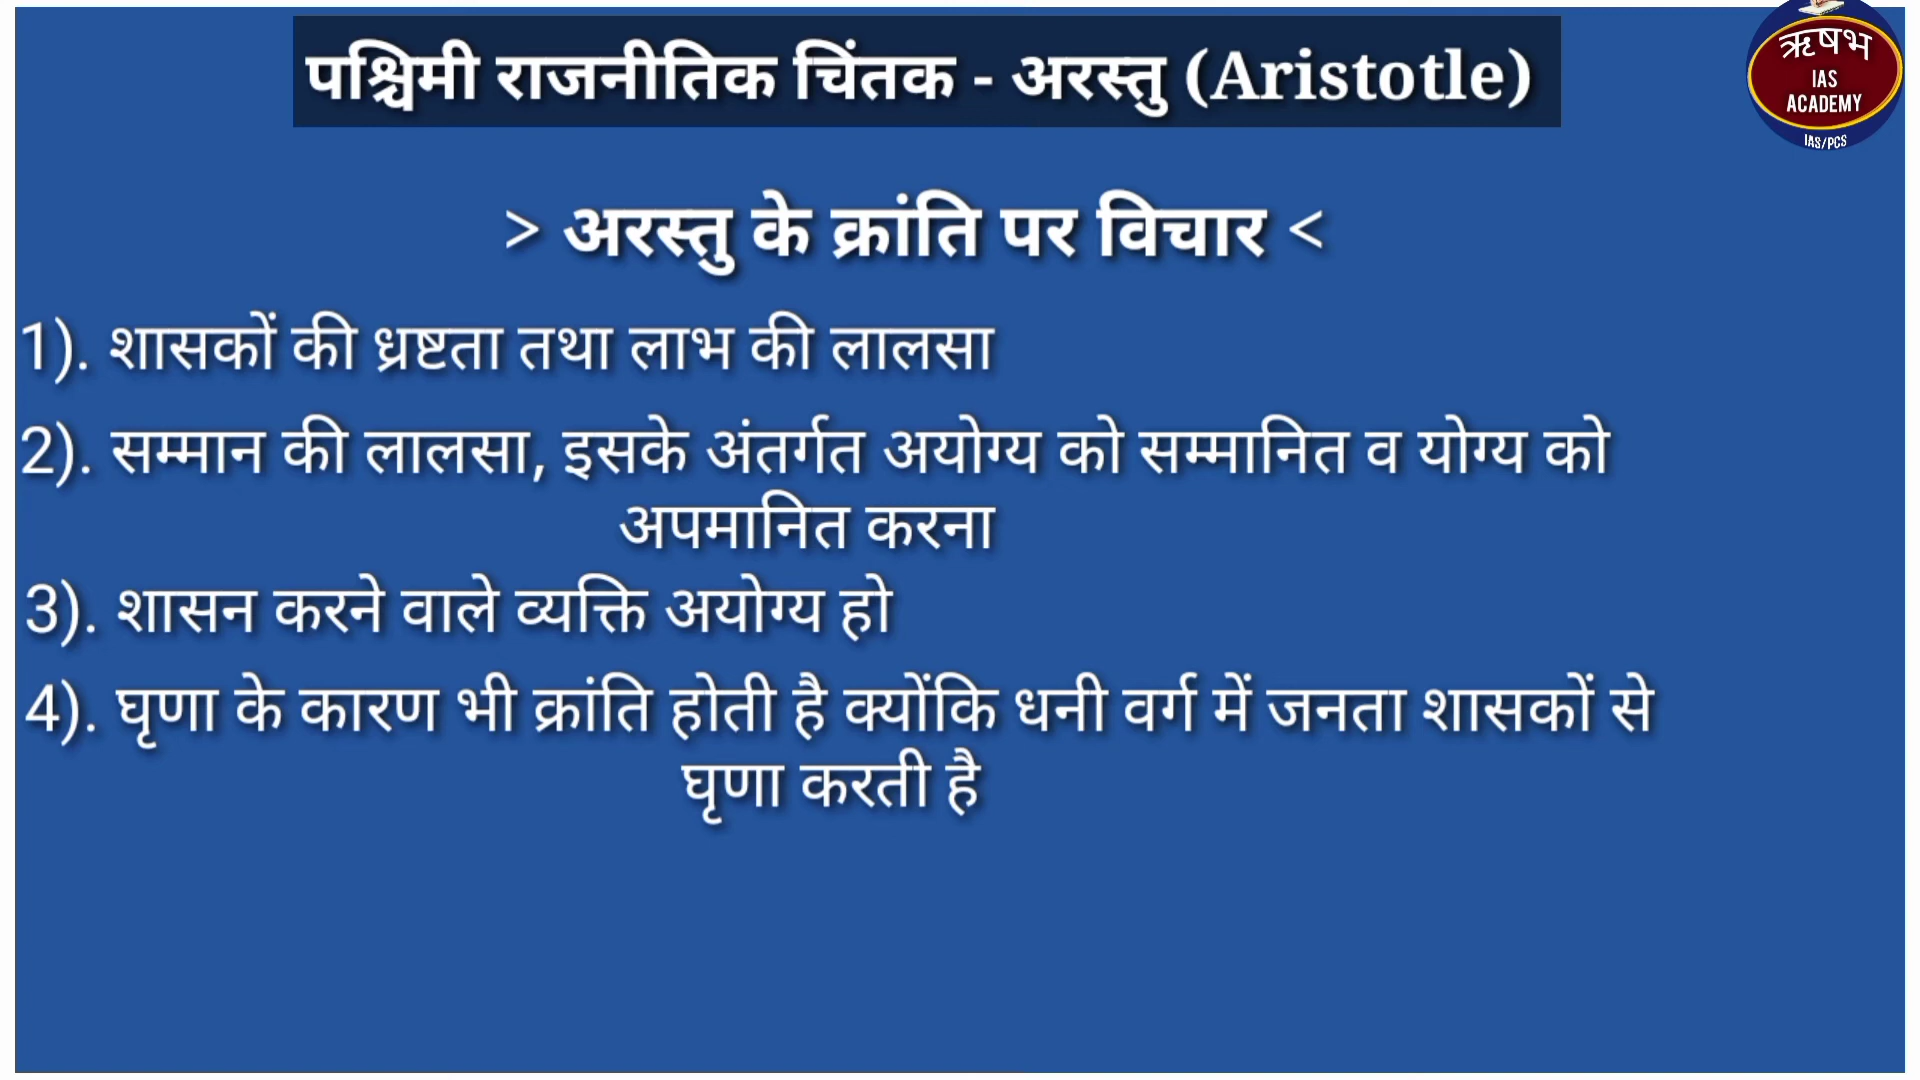 पश्चिमी राजनीतिक चिंतक - अरस्तु (Aristotle)
ऋषभ
IAS
ACADEMY
IAS/PCS
> अरस्तु के क्रांति पर विचार <
1). शासकों की ध्रष्टता तथा लाभ की लालसा
2). सम्मान की लालसा, इसके अंतर्गत अयोग्य को सम्मानित व योग्य को
अपमानित करना
3). शासन करने वाले व्यक्ति अयोग्य हो
4). घृणा के कारण भी क्रांति होती है क्योंकि धनी वर्ग में जनता शासकों से
घृणा करती है